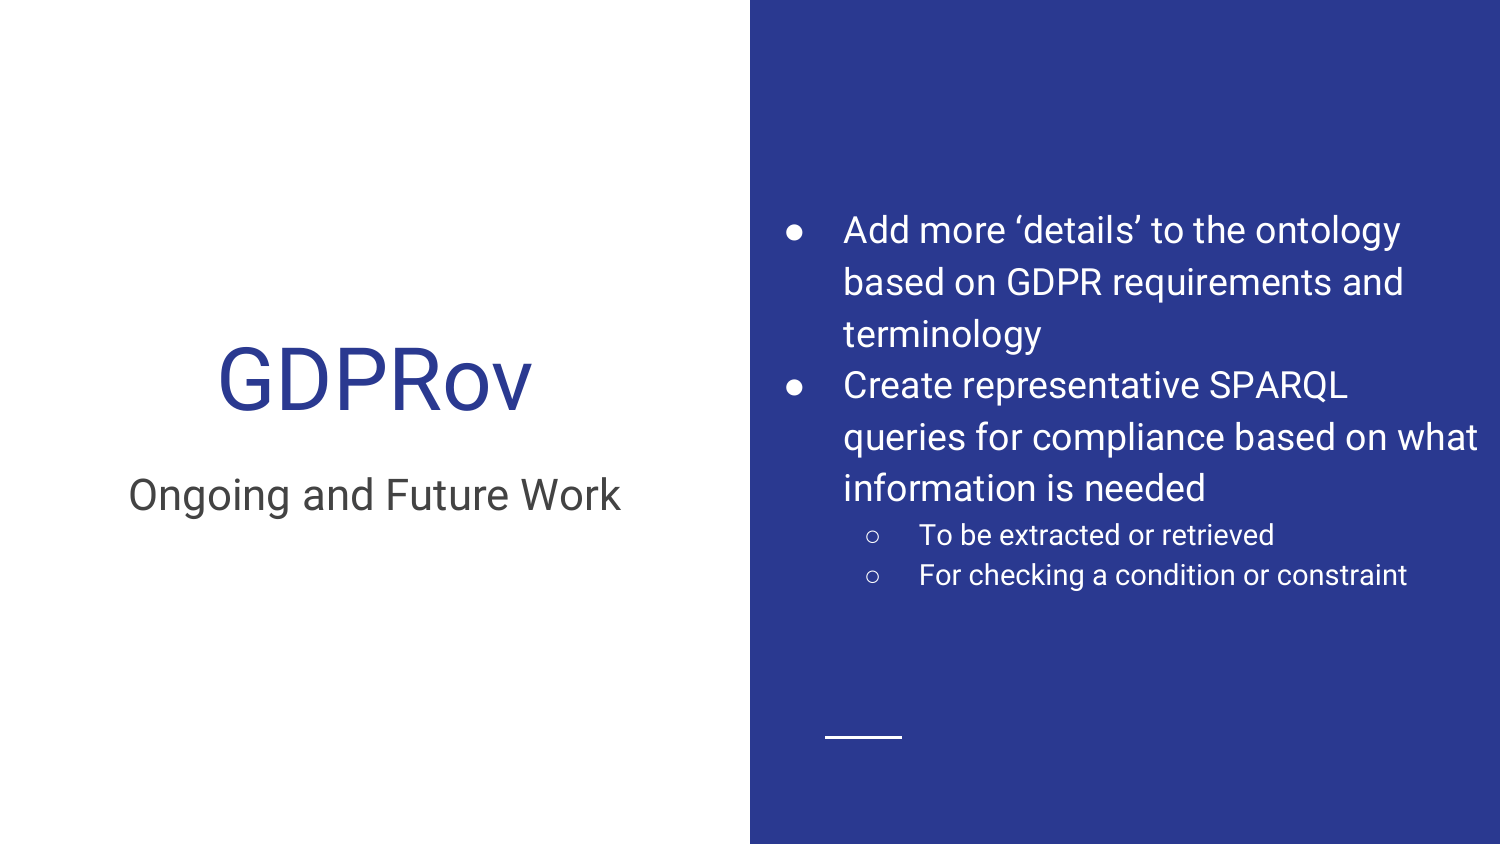 GDPRov
Ongoing and Future Work
● Add more ‘details’ to the ontology
based on GDPR requirements and
terminology
● Create representative SPARQL
queries for compliance based on what
information is needed
○ To be extracted or retrieved
○ For checking a condition or constraint